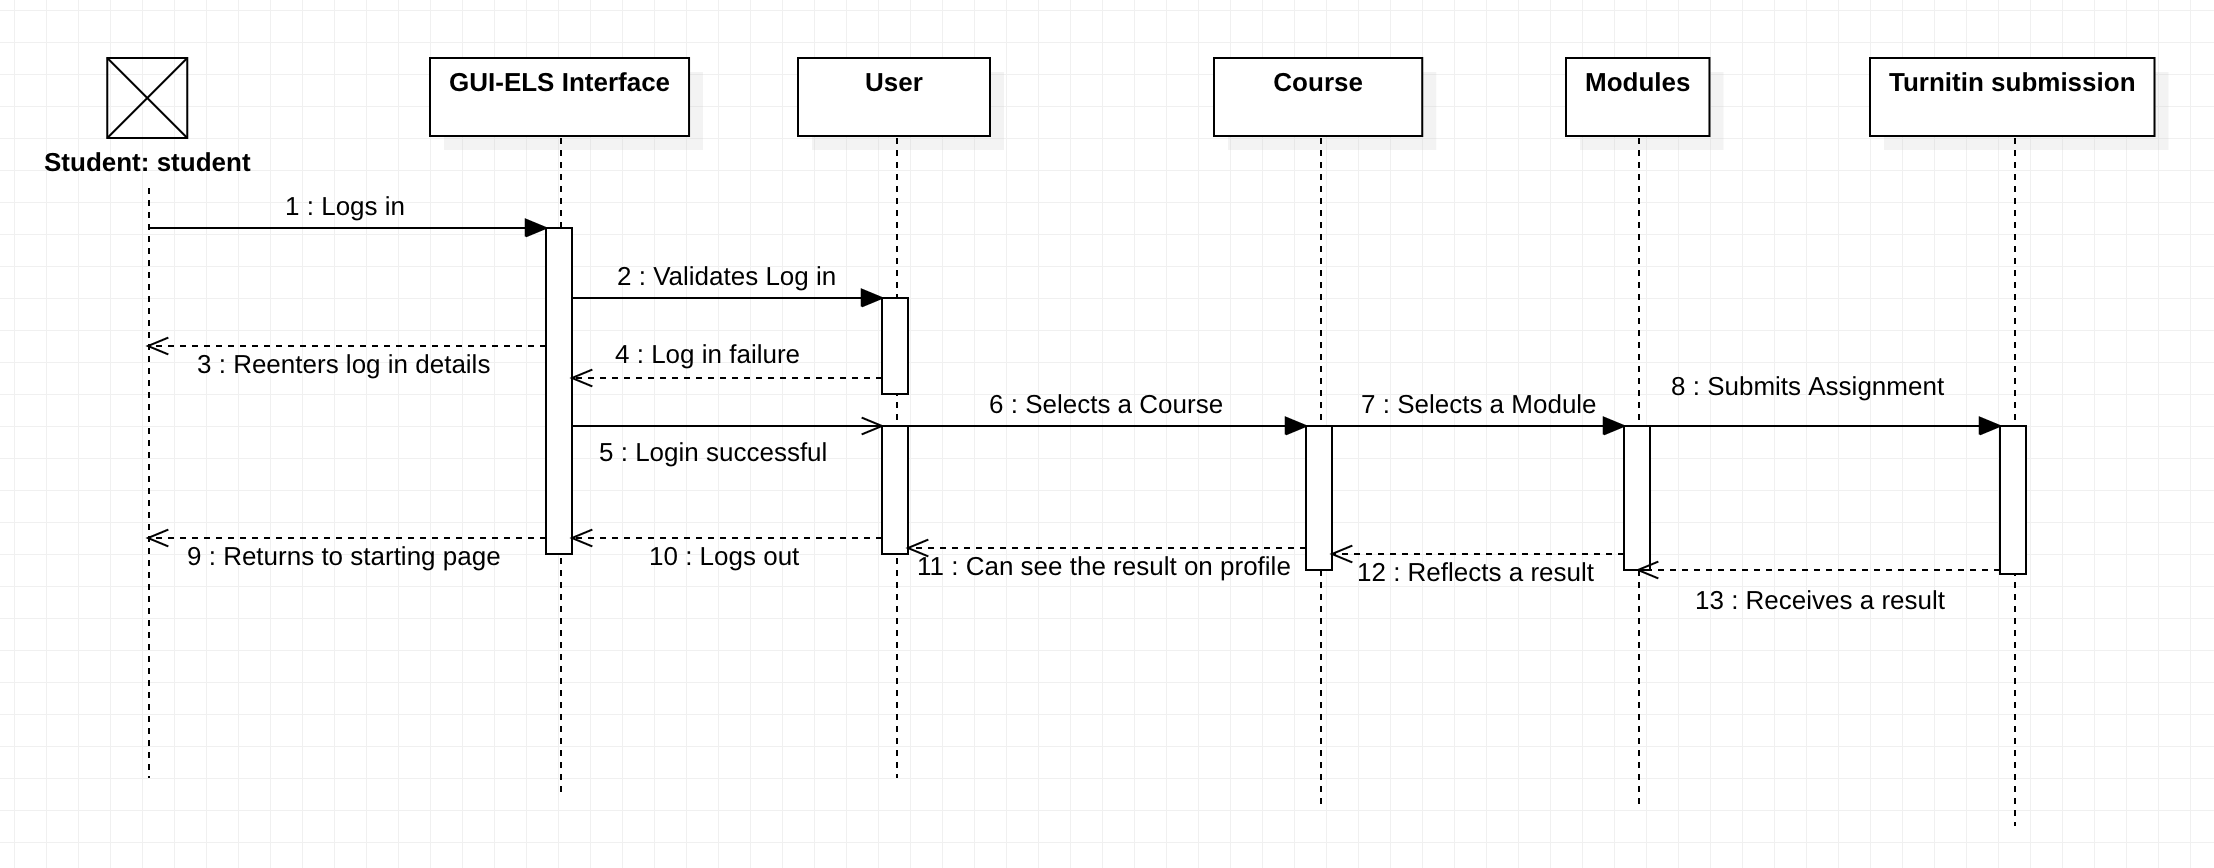 GUI-ELS Interface
User
Course
Modules
Turnitin submission
Student: student
1 : Logs in
2 : Validates Log in
3 : Reenters log in details
4 : Log in failure
5 : Login successful
6 : Selects a Course
7 : Selects a Module
8 : Submits Assignment
9 : Returns to starting page
10 : Logs out
11 : Can see the result on profile
12 : Reflects a result
13 : Receives a result